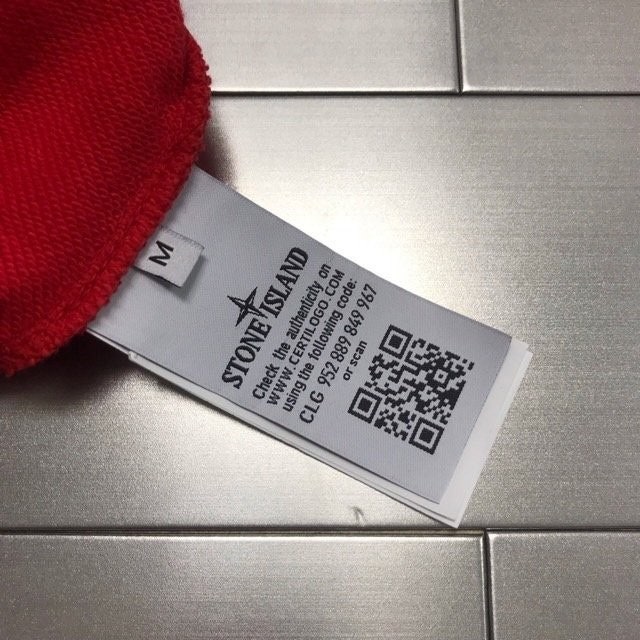 M
STONE ISLAND
Check the authenticity on
WWW.CERTILOGO.COM
using the following code:
CLG 952 889 849 967
or scan